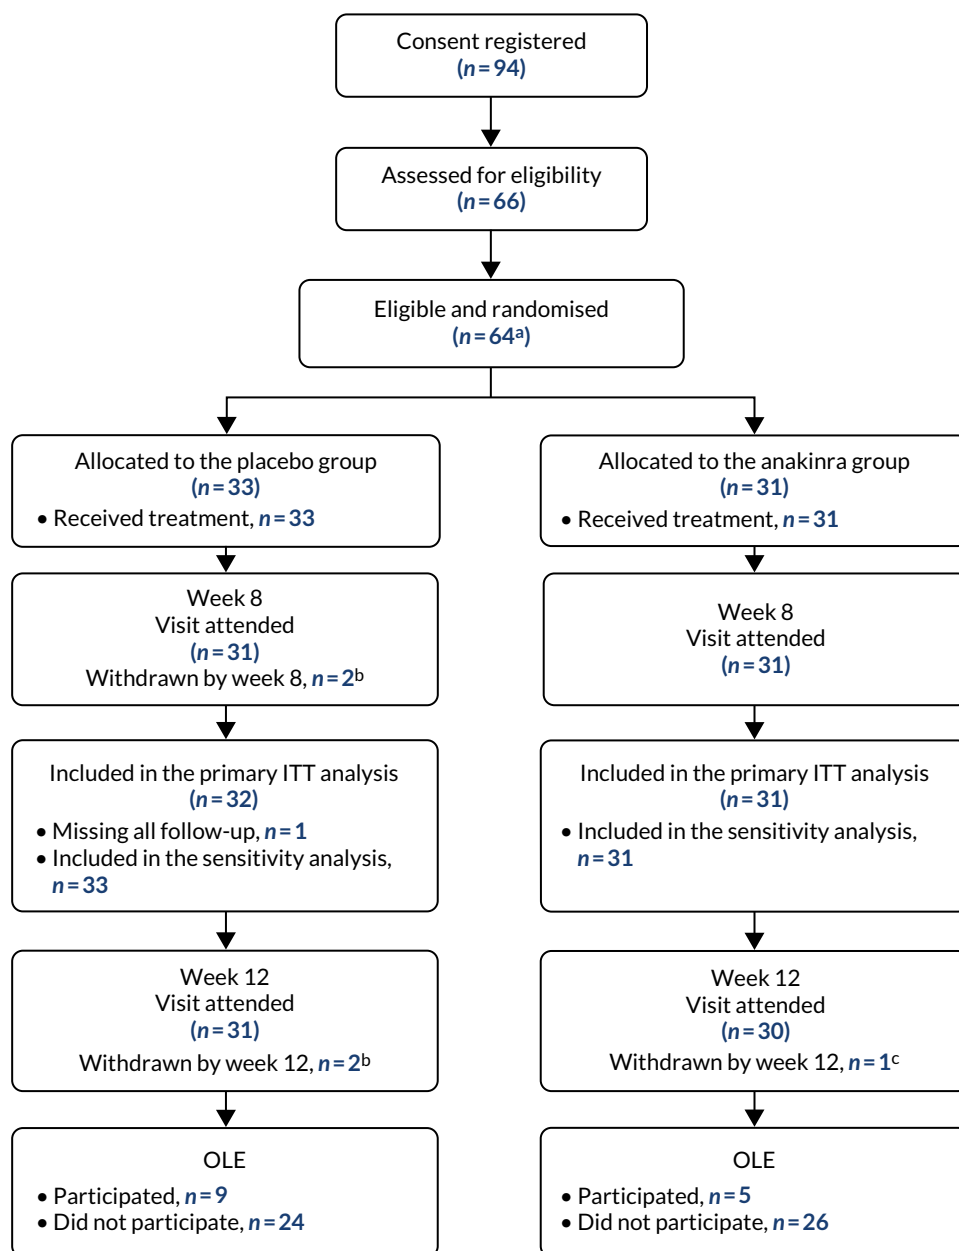 Consent registered
(n=94)
Assessed for eligibility
(n=66)
Eligible and randomised
(n=64ᵃ)
Allocated to the placebo group
(n=33)
• Received treatment, n=33
Allocated to the anakinra group
(n=31)
• Received treatment, n=31
Week 8
Visit attended
(n=31)
Withdrawn by week 8, n=2ᵇ
Week 8
Visit attended
(n=31)
Included in the primary ITT analysis
(n=32)
• Missing all follow-up, n=1
• Included in the sensitivity analysis,
n=33
Included in the primary ITT analysis
(n=31)
• Included in the sensitivity analysis,
n=31
Week 12
Visit attended
(n=31)
Withdrawn by week 12, n=2ᵇ
Week 12
Visit attended
(n=30)
Withdrawn by week 12, n=1ᶜ
OLE
• Participated, n=9
• Did not participate, n=24
OLE
• Participated, n=5
• Did not participate, n=26